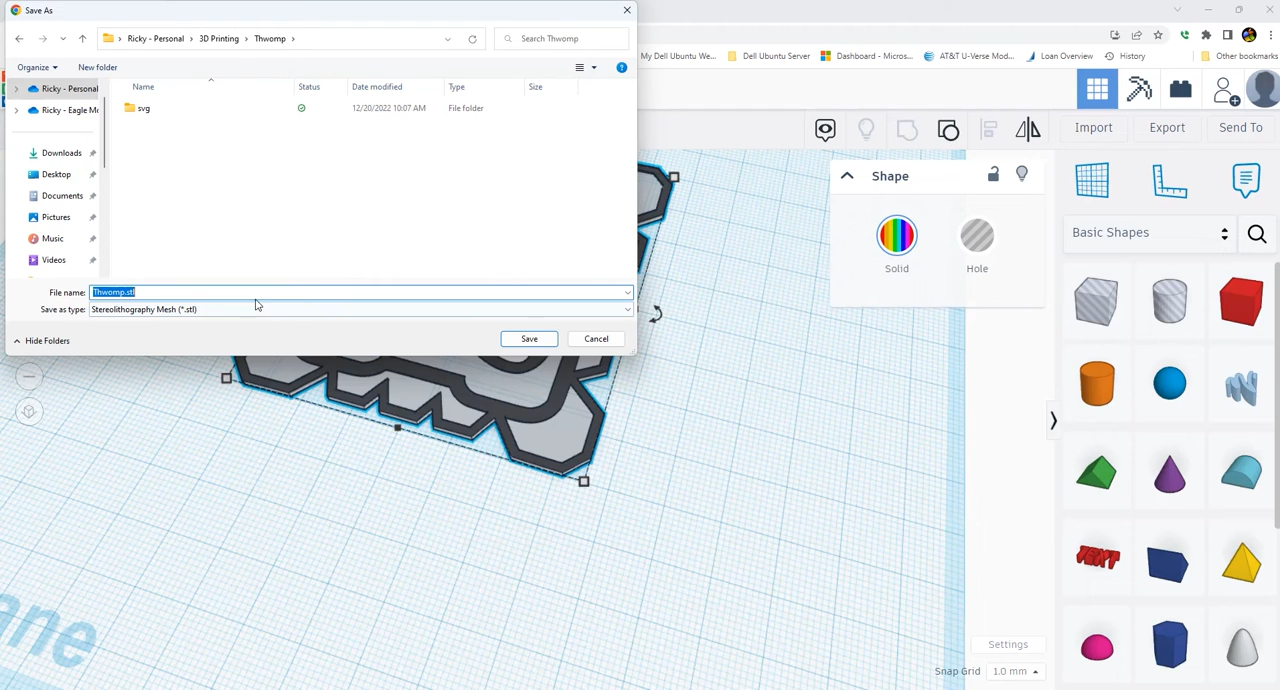 Save As
Ricky - Personal > 3D Printing > Thwomp >
Search Thwomp
Organize
New folder
Name Status Date modified Type Size
svg 12/20/2022 10:07 AM File folder
Ricky - Personal
Ricky - Eagle Mo
Downloads
Desktop
Documents
Pictures
Music
Videos
File name: Thwomp.stl
Save as type: Stereolithography Mesh (*.stl)
Hide Folders
Save
Cancel
My Dell Ubuntu We...
Dell Ubuntu Server
Dashboard - Micros...
AT&T U-Verse Mod...
Loan Overview
History
Other bookmarks
Import
Export
Send To
Shape
Solid
Hole
Basic Shapes
TEXT
ane
Settings
Snap Grid 1.0 mm